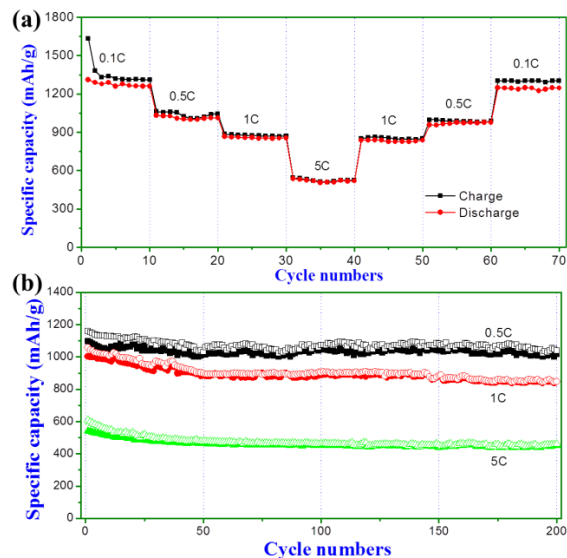 (a)
1800
1500
1200
900
600
300
0
Specific capacity (mAh/g)
0.1C
0.5C
1C
5C
1C
0.5C
0.1C
Charge
Discharge
0 10 20 30 40 50 60 70
Cycle numbers
(b)
1400
1200
1000
800
600
400
200
0
Specific capacity (mAh/g)
0.5C
1C
5C
0 50 100 150 200
Cycle numbers